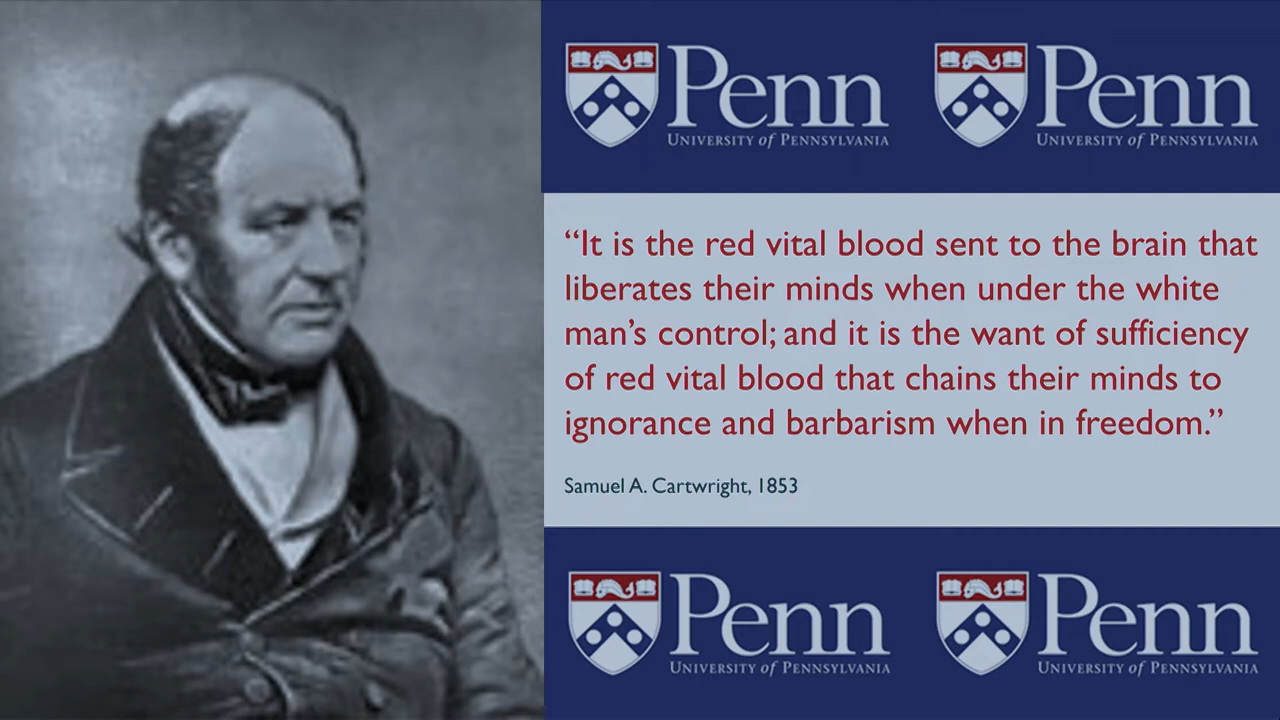 Penn
UNIVERSITY of PENNSYLVANIA
Penn
UNIVERSITY of PENNSYLVANIA
“It is the red vital blood sent to the brain that
liberates their minds when under the white
man’s control; and it is the want of sufficiency
of red vital blood that chains their minds to
ignorance and barbarism when in freedom.”
Samuel A. Cartwright, 1853
Penn
UNIVERSITY of PENNSYLVANIA
Penn
UNIVERSITY of PENNSYLVANIA